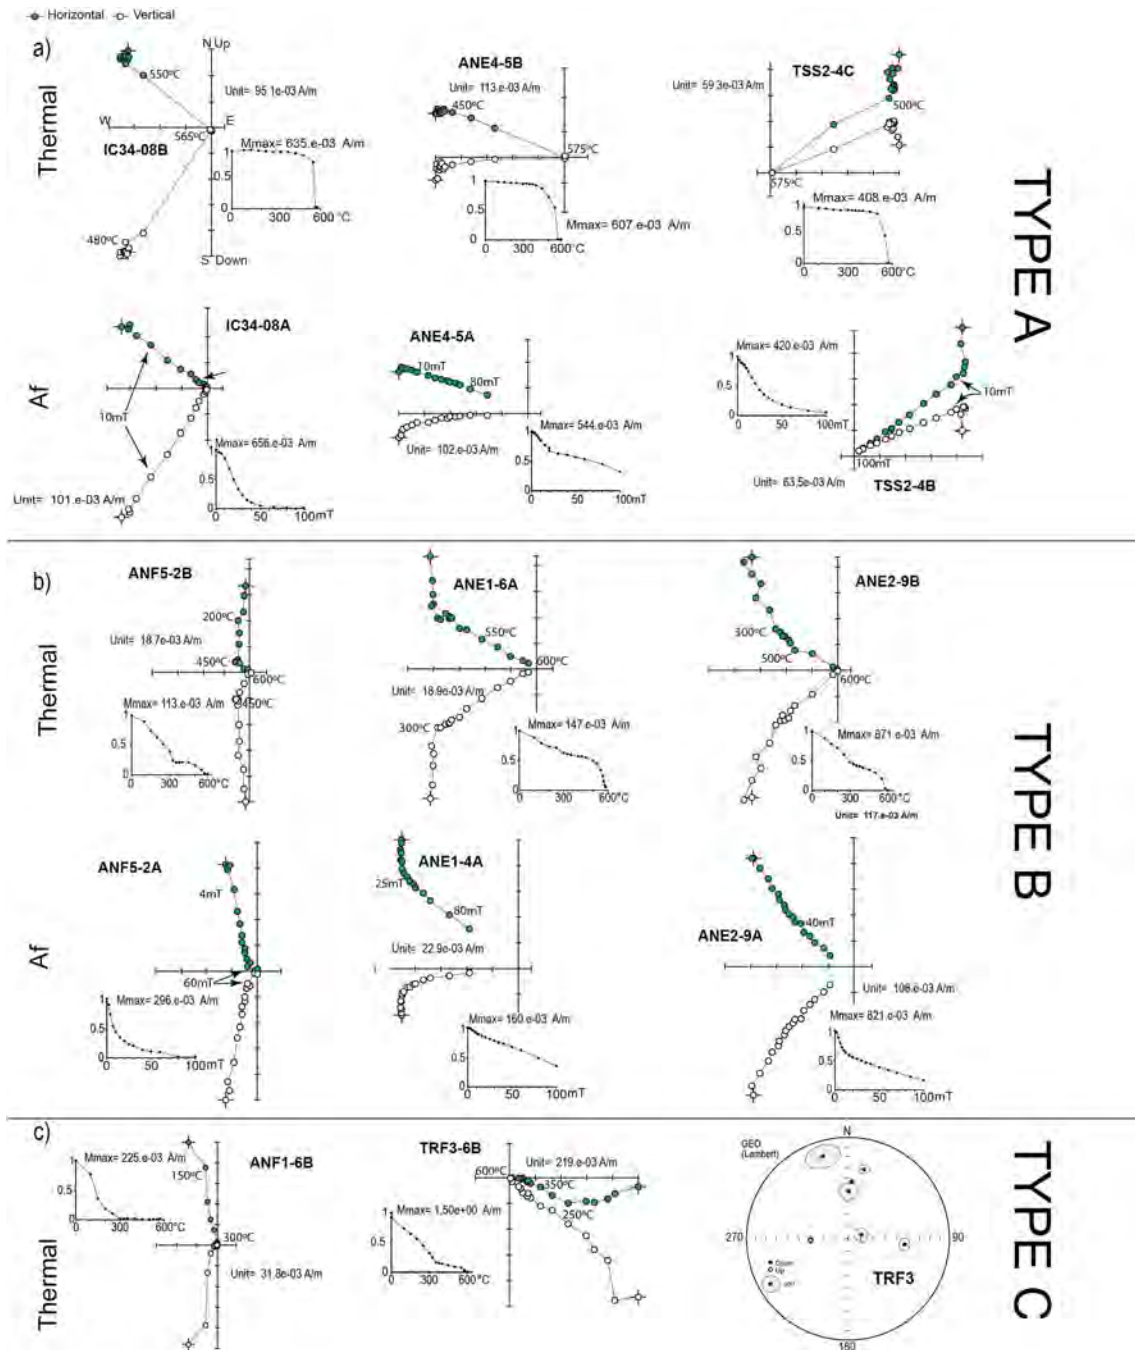 Horizontal Vertical
a)
Thermal
N Up
550ºC
Unit= 95.1e-03 A/m
W
E
565ºC
IC34-08B
Mmax= 635.e-03 A/m
1
0.5
0
0 300 600 ºC
480ºC
S Down
ANE4-5B
Unit= 113.e-03 A/m
450ºC
575ºC
1
0.5
0
0 300 600 ºC
Mmax= 607.e-03 A/m
TSS2-4C
Unit= 59.3e-03 A/m
500ºC
575ºC
Mmax= 408.e-03 A/m
1
0.5
0
0 300 600ºC
TYPE A
Af
IC34-08A
10mT
Mmax= 656.e-03 A/m
1
0.5
0
0 50 100mT
Unit= 101.e-03 A/m
ANE4-5A
10mT
80mT
Unit= 102.e-03 A/m
Mmax= 544.e-03 A/m
1
0.5
0
0 50 100mT
Mmax= 420.e-03 A/m
1
0.5
0
0 50 100mT
10mT
100mT
Unit= 63.5e-03 A/m
TSS2-4B
b)
Thermal
ANF5-2B
200ºC
Unit= 18.7e-03 A/m
450ºC
600ºC
450ºC
Mmax= 113.e-03 A/m
1
0.5
0
0 300 600ºC
ANE1-6A
550ºC
600ºC
Unit= 18.9e-03 A/m
300ºC
Mmax= 147.e-03 A/m
1
0.5
0
0 300 600ºC
ANE2-9B
300ºC
500ºC
600ºC
Mmax= 871.e-03 A/m
1
0.5
0
0 300 600ºC
Unit= 117.e-03 A/m
TYPE B
Af
ANF5-2A
4mT
60mT
Mmax= 296.e-03 A/m
1
0.5
0
0 50 100mT
ANE1-4A
25mT
80mT
Unit= 22.9e-03 A/m
Mmax= 160.e-03 A/m
1
0.5
0
0 50 100mT
ANE2-9A
40mT
Unit= 108.e-03 A/m
Mmax= 821.e-03 A/m
1
0.5
0
0 50 100mT
c)
Thermal
Mmax= 225.e-03 A/m
1
0.5
0
0 300 600ºC
ANF1-6B
150ºC
300ºC
Unit= 31.8e-03 A/m
TRF3-6B
600ºC
Unit= 219.e-03 A/m
350ºC
250ºC
Mmax= 1,50e+00 A/m
1
0.5
0
0 300 600ºC
GEO
(Lambert)
N
270
90
Down
Up
TRF3
180
TYPE C